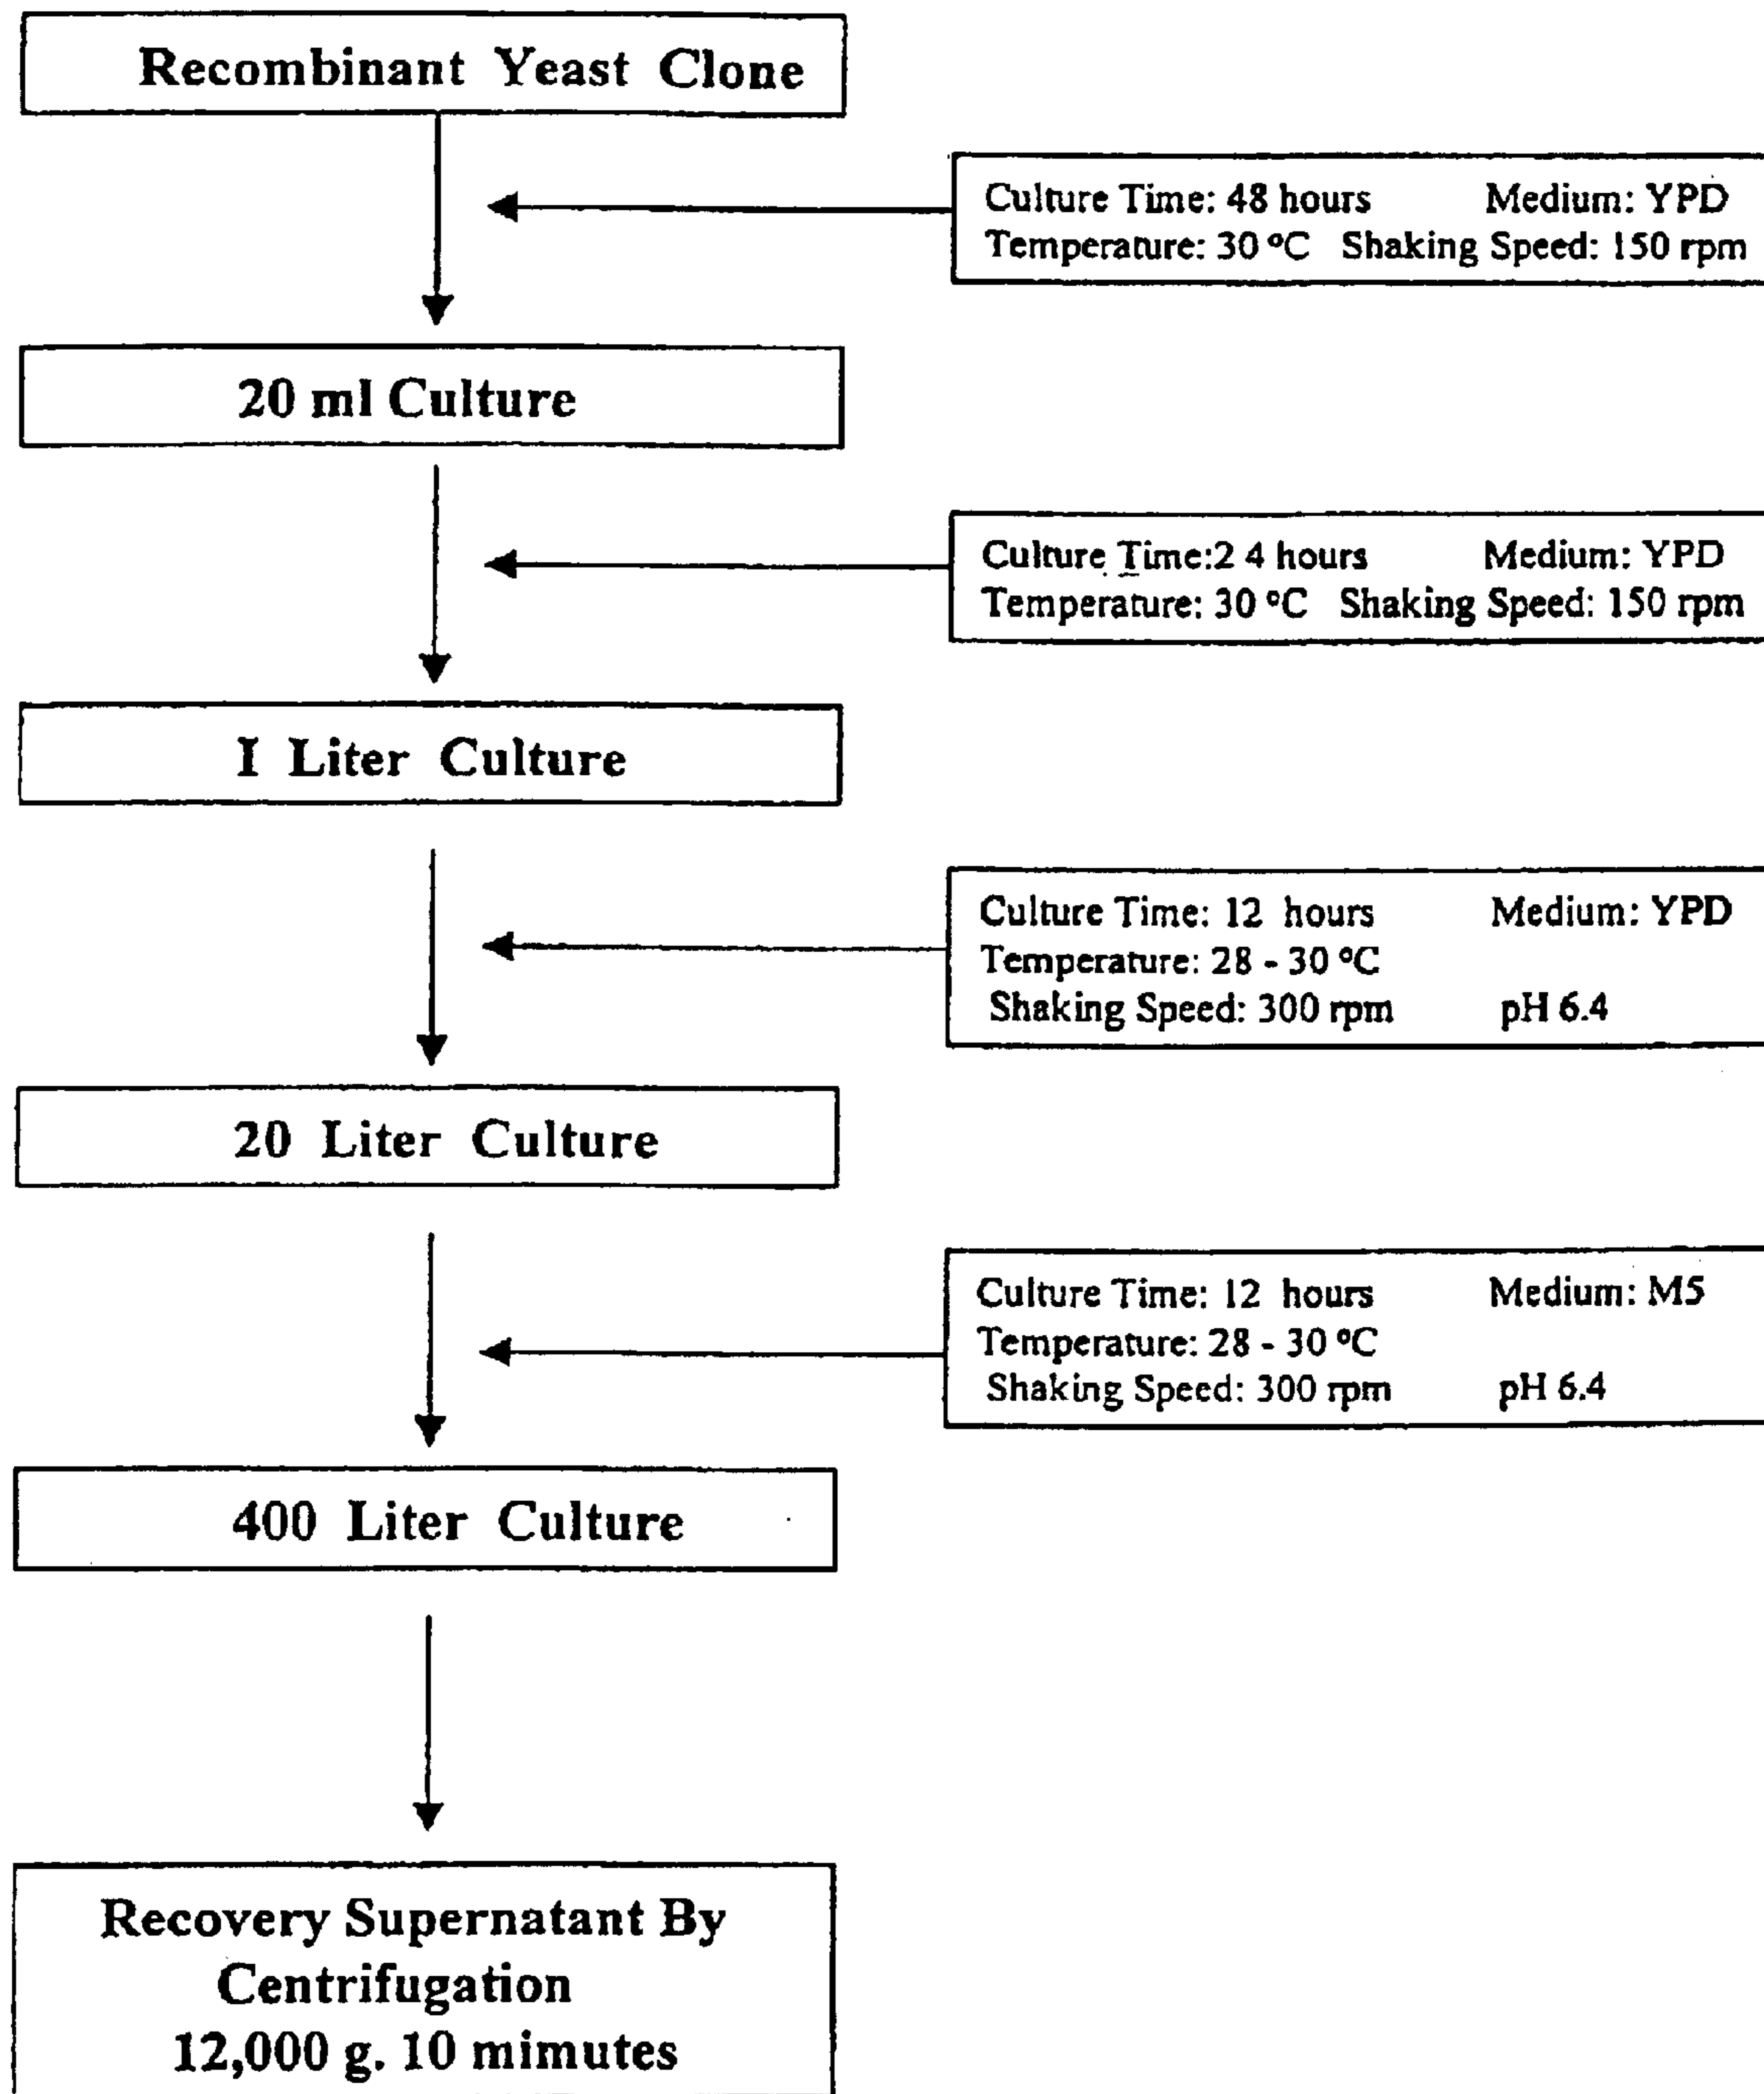 Recombinant Yeast Clone
Culture Time: 48 hours Medium: YPD
Temperature: 30 °C Shaking Speed: 150 rpm
20 ml Culture
Culture Time:2 4 hours Medium: YPD
Temperature: 30 °C Shaking Speed: 150 rpm
I Liter Culture
Culture Time: 12 hours Medium: YPD
Temperature: 28 - 30 °C
Shaking Speed: 300 rpm pH 6.4
20 Liter Culture
Culture Time: 12 hours Medium: M5
Temperature: 28 - 30 °C
Shaking Speed: 300 rpm pH 6.4
400 Liter Culture
Recovery Supernatant By
Centrifugation
12,000 g. 10 mimutes